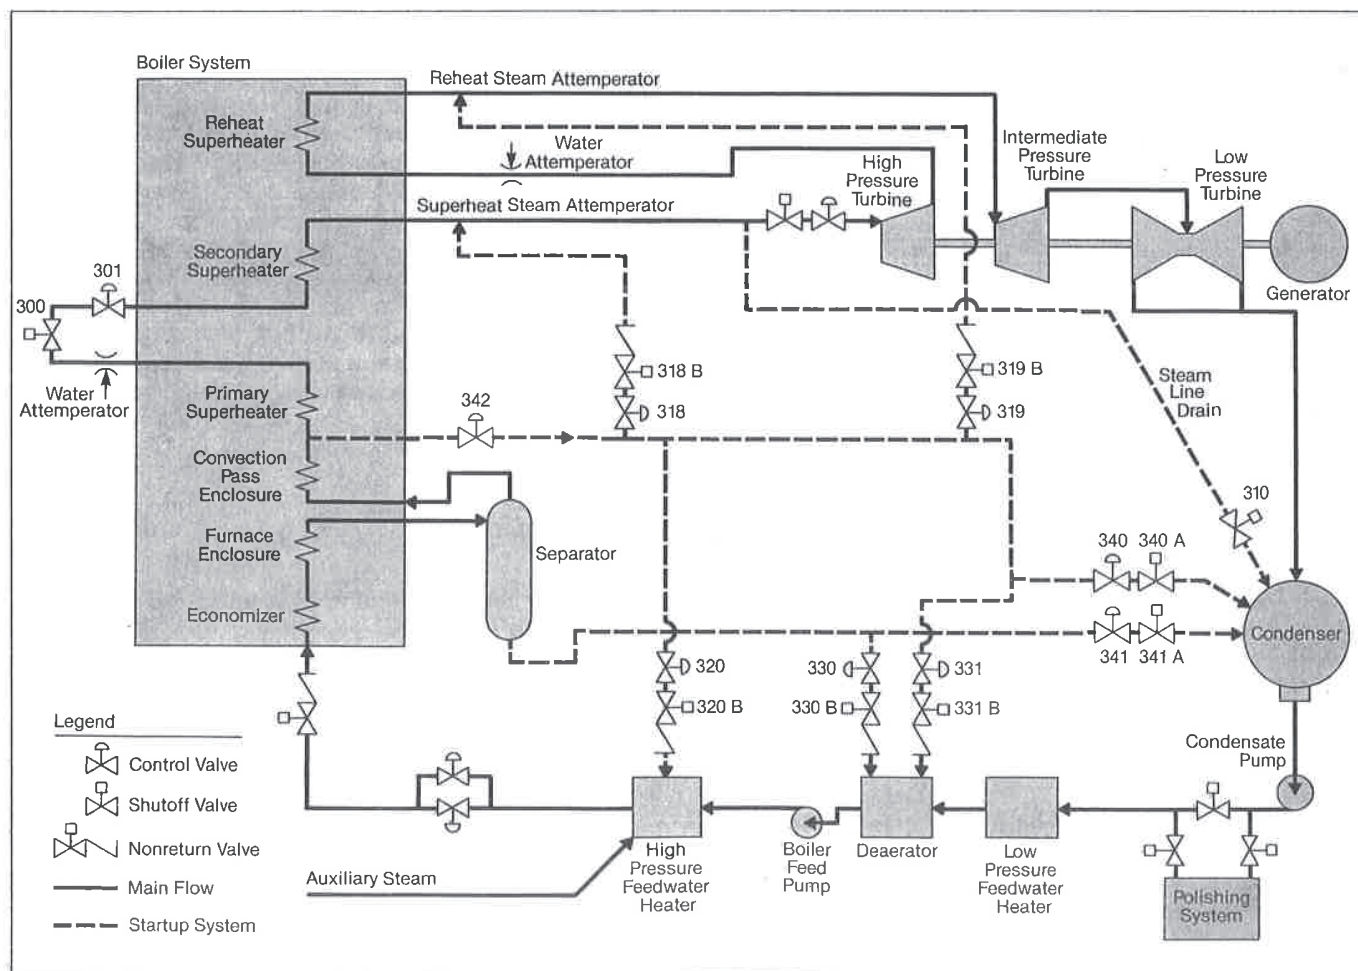 Boiler System
Reheat Steam Attemperator
Reheat
Superheater
Water
Attemperator
High
Pressure
Turbine
Intermediate
Pressure
Turbine
Low
Pressure
Turbine
Superheat Steam Attemperator
Secondary
Superheater
Generator
301
300
Water
Attemperator
Primary
Superheater
342
318 B
318
319 B
319
Steam
Line
Drain
Convection
Pass
Enclosure
310
Furnace
Enclosure
Separator
340
340 A
Economizer
Condenser
341
341 A
320
330
331
320 B
330 B
331 B
Legend
Control Valve
Shutoff Valve
Nonreturn Valve
Main Flow
Startup System
Condensate
Pump
Auxiliary Steam
High
Pressure
Feedwater
Heater
Boiler
Feed
Pump
Deaerator
Low
Pressure
Feedwater
Heater
Polishing
System